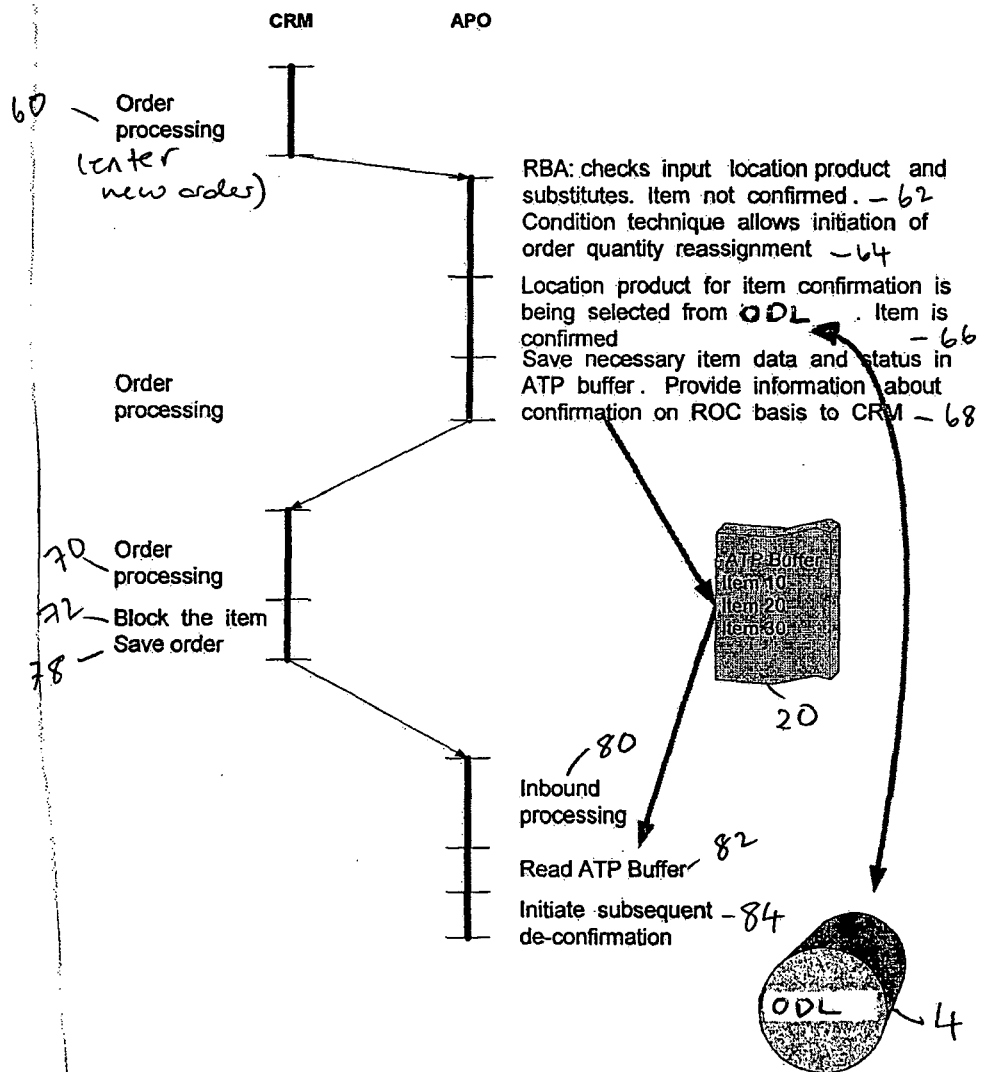 CRM APO
60 Order
processing
(enter
new order)
RBA: checks input location product and
substitutes. Item not confirmed. - 62
Condition technique allows initiation of
order quantity reassignment - 64
Location product for item confirmation is
being selected from ODL . Item is
confirmed - 66
Save necessary item data and status in
ATP buffer. Provide information about
confirmation on ROC basis to CRM - 68
Order
processing
70 Order
processing
72 Block the item
Save order
78
ATP Buffer
Item 10
Item 20
Item 30
20
80
Inbound
processing
Read ATP Buffer 82
Initiate subsequent - 84
de-confirmation
ODL
4